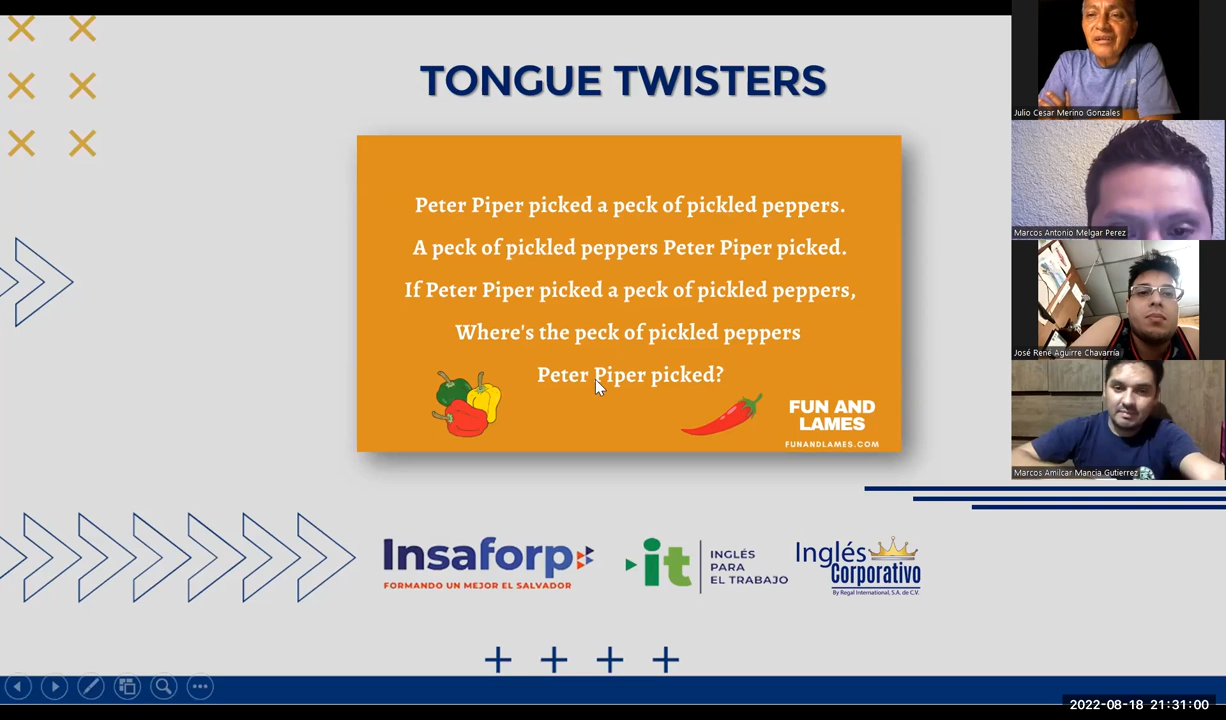 TONGUE TWISTERS
Peter Piper picked a peck of pickled peppers.
A peck of pickled peppers Peter Piper picked.
If Peter Piper picked a peck of pickled peppers,
Where's the peck of pickled peppers
Peter Piper picked?
FUN AND
LAMES
FUNANDLAMES.COM
Insaforp
FORMANDO UN MEJOR EL SALVADOR
it
INGLÉS
PARA
EL TRABAJO
Inglés
Corporativo
By Regal International, S.A. de C.V.
Julio Cesar Merino Gonzales
Marcos Antonio Melgar Perez
José René Aguirre Chavarría
Marcos Amilcar Mancia Gutierrez
2022-08-18 21:31:00